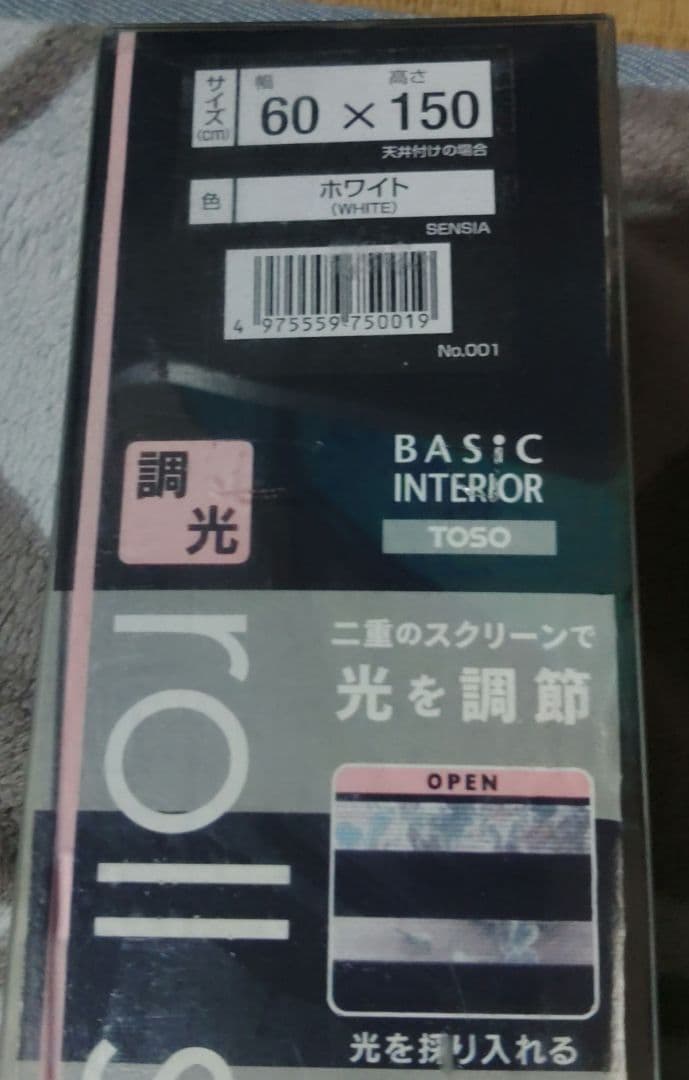 サイズ(cm)
幅 高さ
60 × 150
天井付けの場合
色
ホワイト
(WHITE)
SENSIA
4 975559 750019
No.001
調光
BASiC
INTERIOR
TOSO
二重のスクリーンで
光を調節
roll
OPEN
光を採り入れる